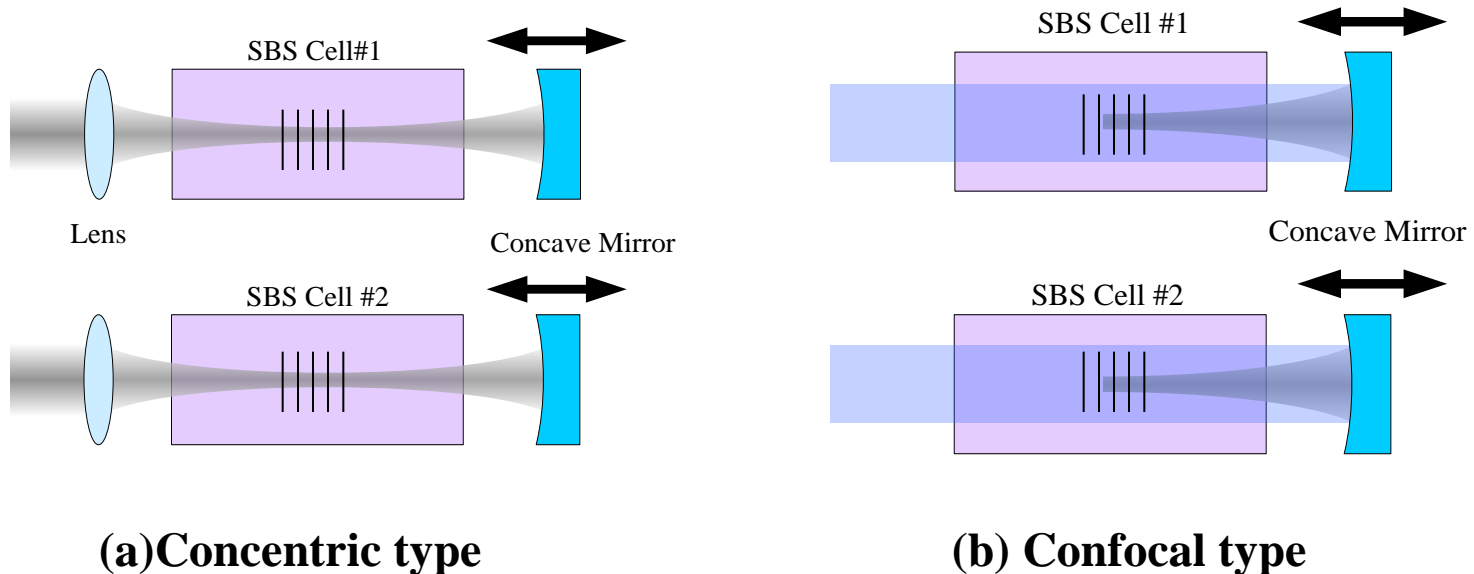 SBS Cell#1
Lens
Concave Mirror
SBS Cell #2
(a)Concentric type
SBS Cell #1
Concave Mirror
SBS Cell #2
(b) Confocal type